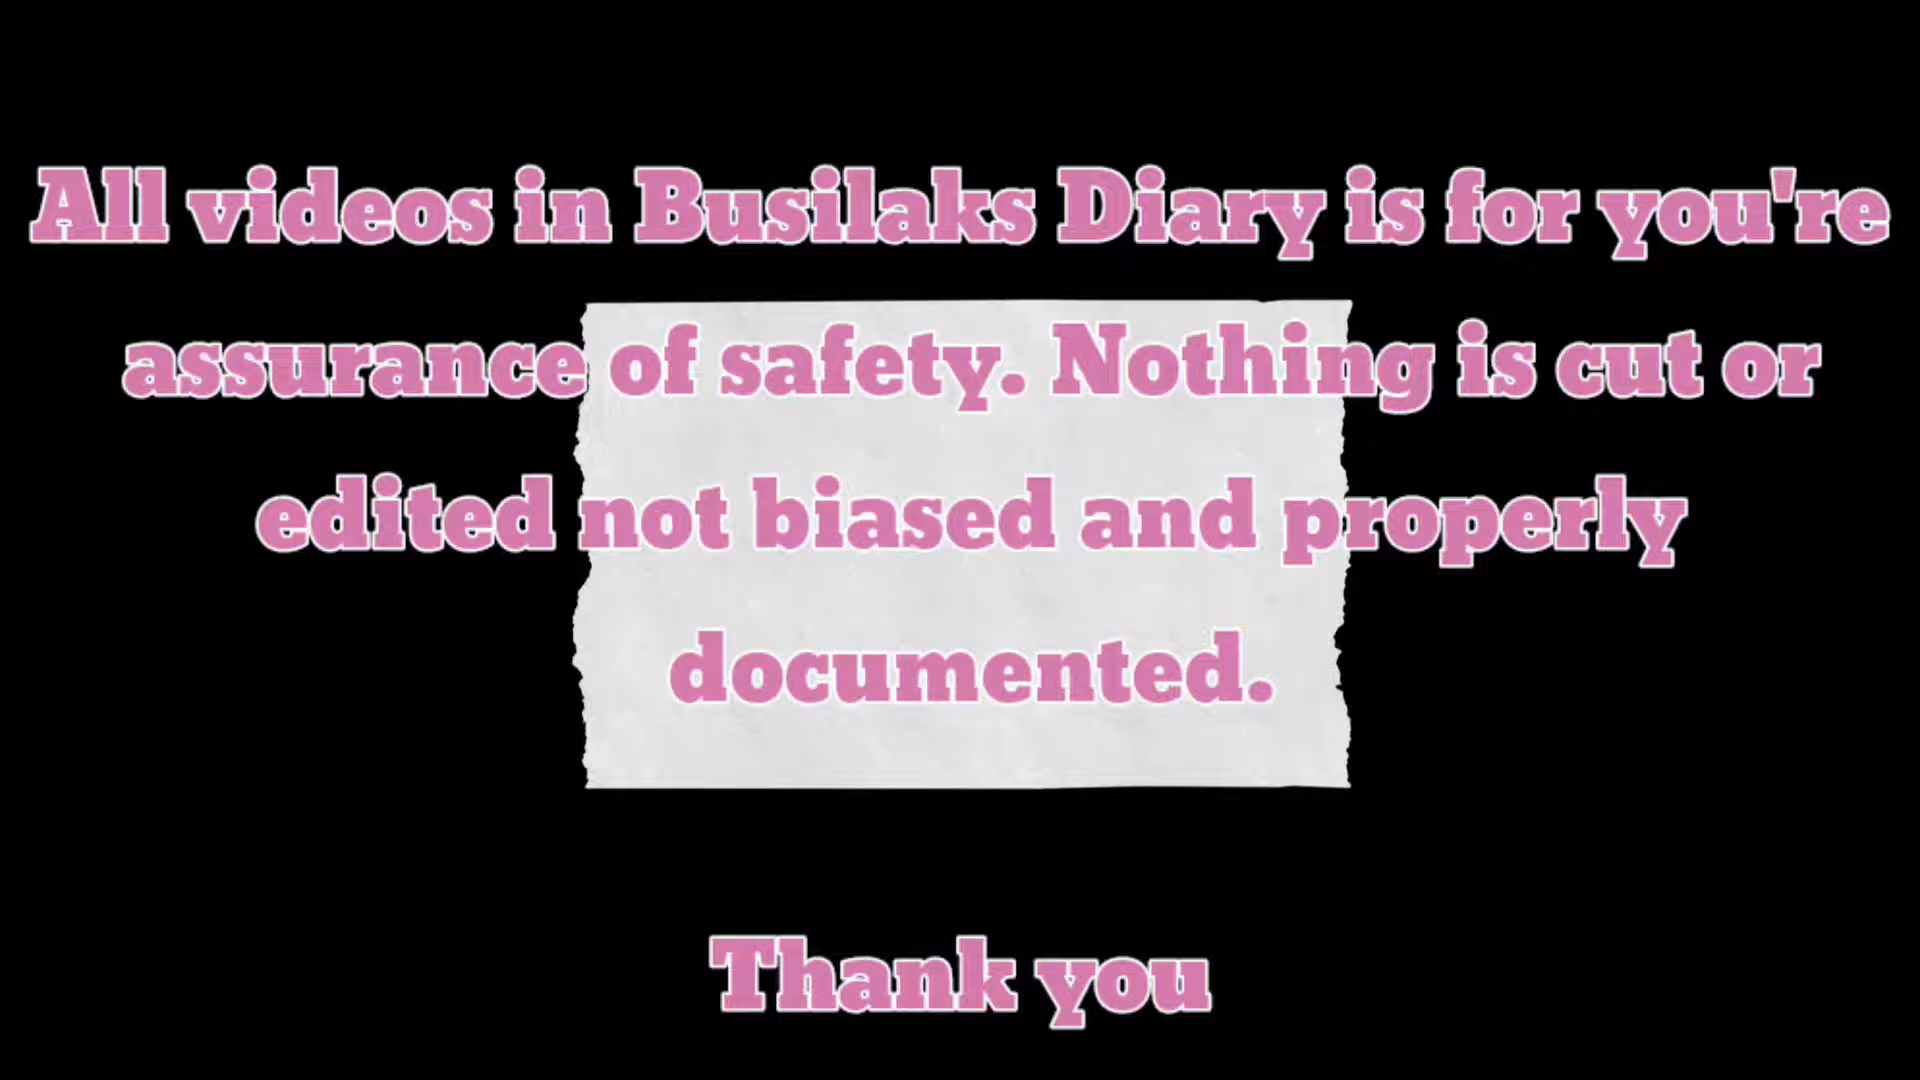 All videos in Busilaks Diary is for you're
assurance of safety. Nothing is cut or
edited not biased and properly
documented.
Thank you